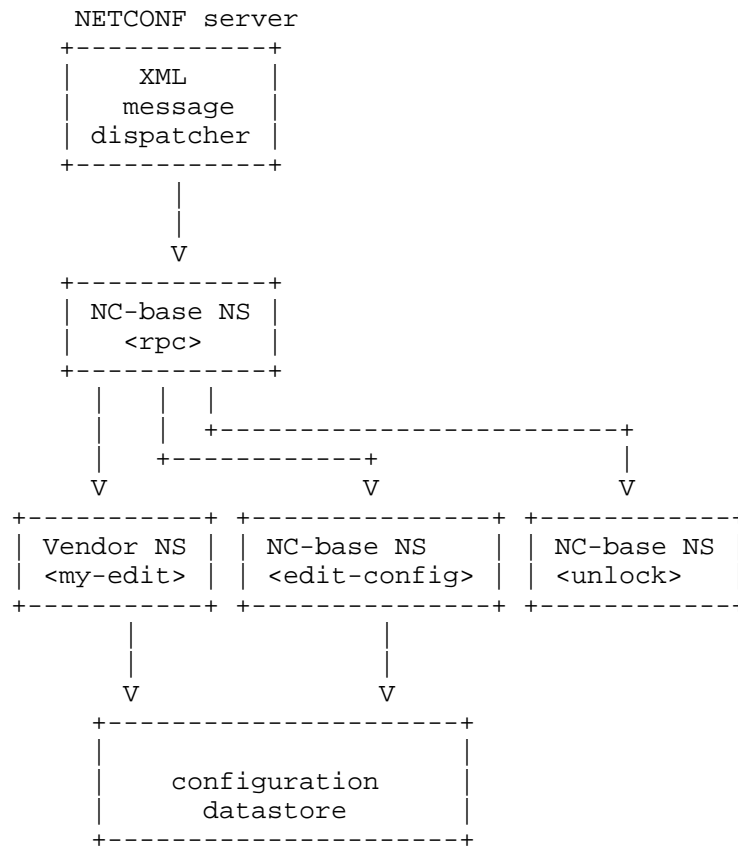 NETCONF server
XML
message
dispatcher
V
NC-base NS
<rpc>
V V V
Vendor NS NC-base NS NC-base NS
<my-edit> <edit-config> <unlock>
V V
configuration
datastore